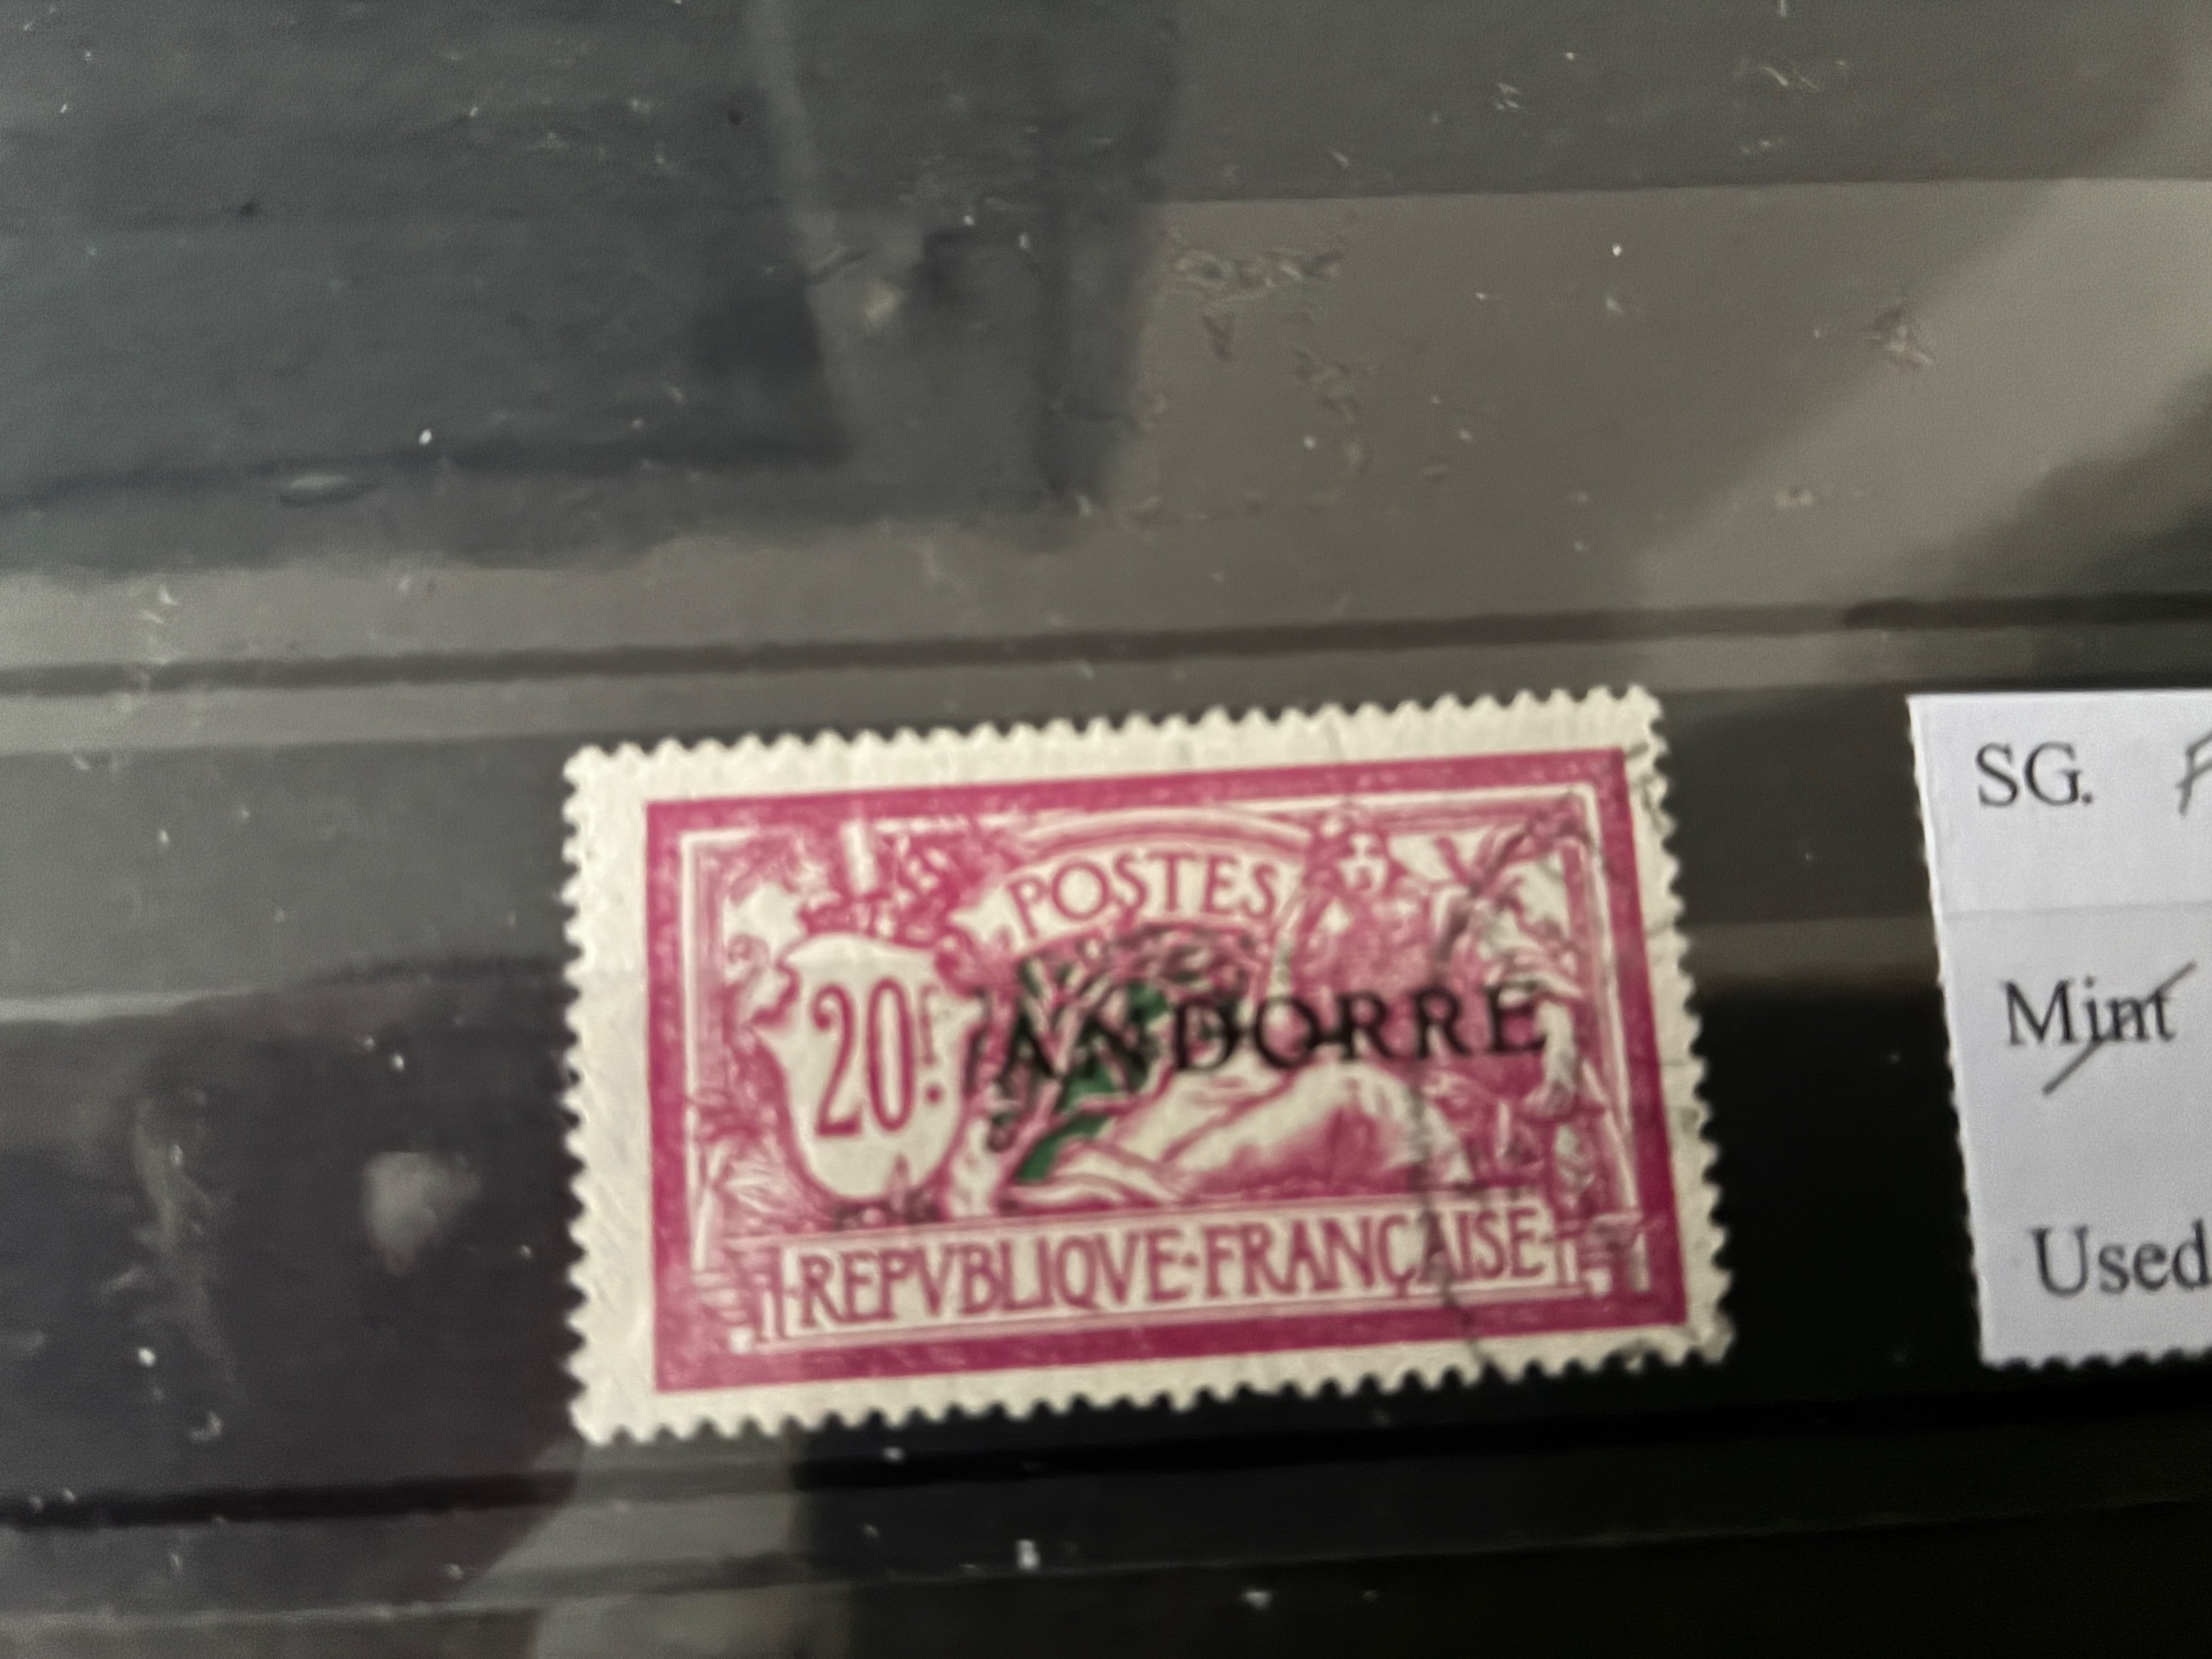 POSTES
20F.
ANDORRE
·REPVBLIQVE·FRANÇAISE·
SG.
Mint
Used